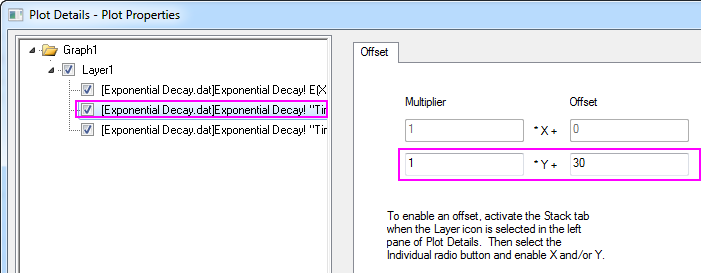 Plot Details - Plot Properties
Graph1
Layer1
[Exponential Decay.dat]Exponential Decay! E(X
[Exponential Decay.dat]Exponential Decay! "Tir
[Exponential Decay.dat]Exponential Decay! "Tir
Offset
Multiplier Offset
1 * X + 0
1 * Y + 30
To enable an offset, activate the Stack tab
when the Layer icon is selected in the left
pane of Plot Details. Then select the
Individual radio button and enable X and/or Y.